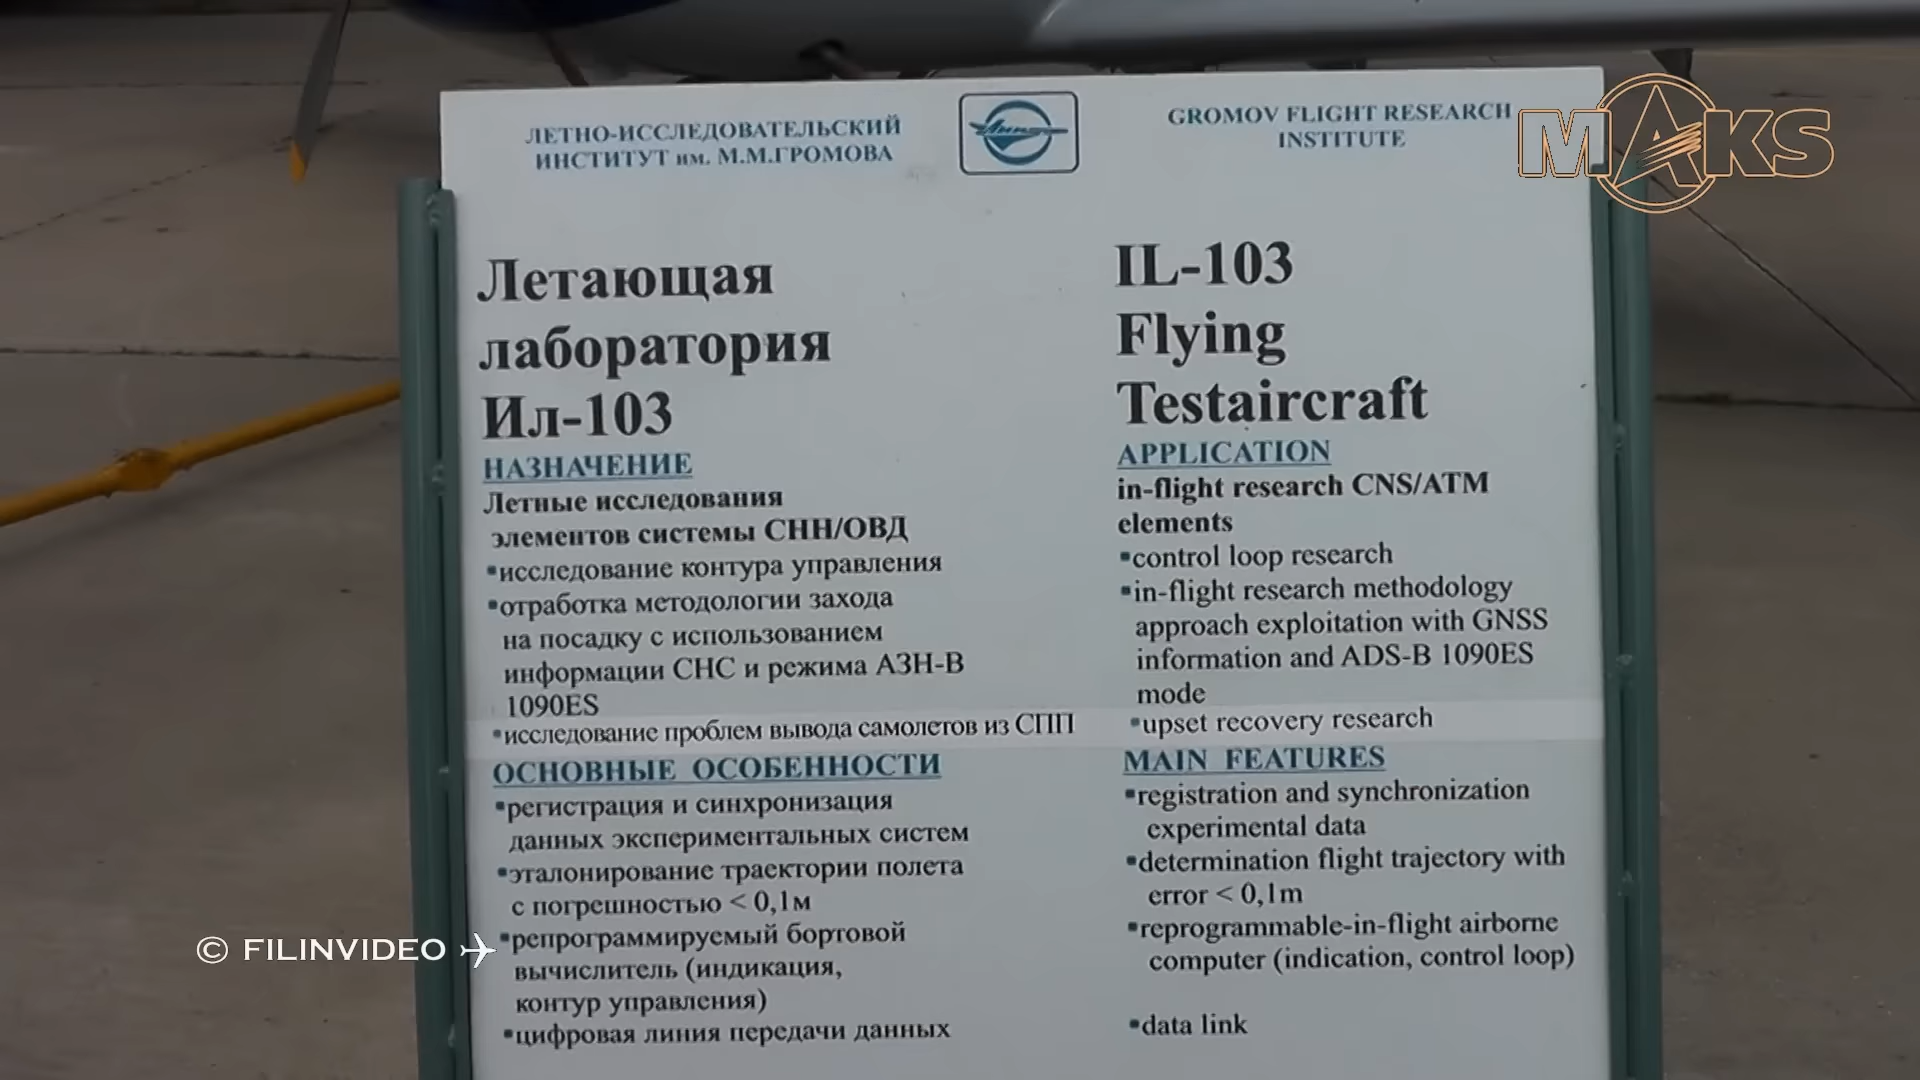 ЛЕТНО-ИССЛЕДОВАТЕЛЬСКИЙ
ИНСТИТУТ им. М.М.ГРОМОВА
GROMOV FLIGHT RESEARCH
INSTITUTE
MAKS
Летающая
лаборатория
Ил-103
НАЗНАЧЕНИЕ
Летные исследования
элементов системы СНН/ОВД
▪исследование контура управления
▪отработка методологии захода
на посадку с использованием
информации СНС и режима АЗН-В
1090ES
▪исследование проблем вывода самолетов из СПП
ОСНОВНЫЕ ОСОБЕННОСТИ
▪регистрация и синхронизация
данных экспериментальных систем
▪эталонирование траектории полета
с погрешностью < 0,1м
▪репрограммируемый бортовой
вычислитель (индикация,
контур управления)
▪цифровая линия передачи данных
IL-103
Flying
Testaircraft
APPLICATION
in-flight research CNS/ATM
elements
▪control loop research
▪in-flight research methodology
approach exploitation with GNSS
information and ADS-B 1090ES
mode
▪upset recovery research
MAIN FEATURES
▪registration and synchronization
experimental data
▪determination flight trajectory with
error < 0,1m
▪reprogrammable-in-flight airborne
computer (indication, control loop)
▪data link
© FILINVIDEO